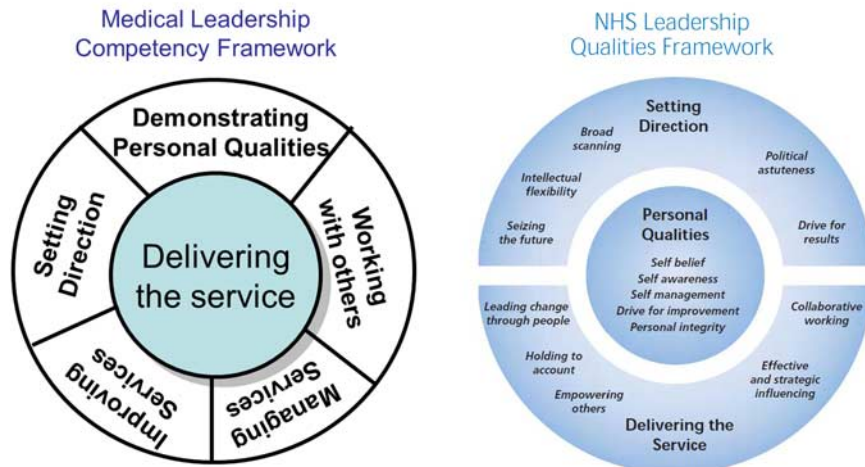 Medical Leadership
Competency Framework
Demonstrating
Personal Qualities
Working
with others
Managing
Services
Improving
Services
Setting
Direction
Delivering
the service
NHS Leadership
Qualities Framework
Setting
Direction
Broad
scanning
Intellectual
flexibility
Seizing
the future
Political
astuteness
Drive for
results
Personal
Qualities
Self belief
Self awareness
Self management
Drive for improvement
Personal integrity
Leading change
through people
Holding to
account
Empowering
others
Collaborative
working
Effective
and strategic
influencing
Delivering the
Service